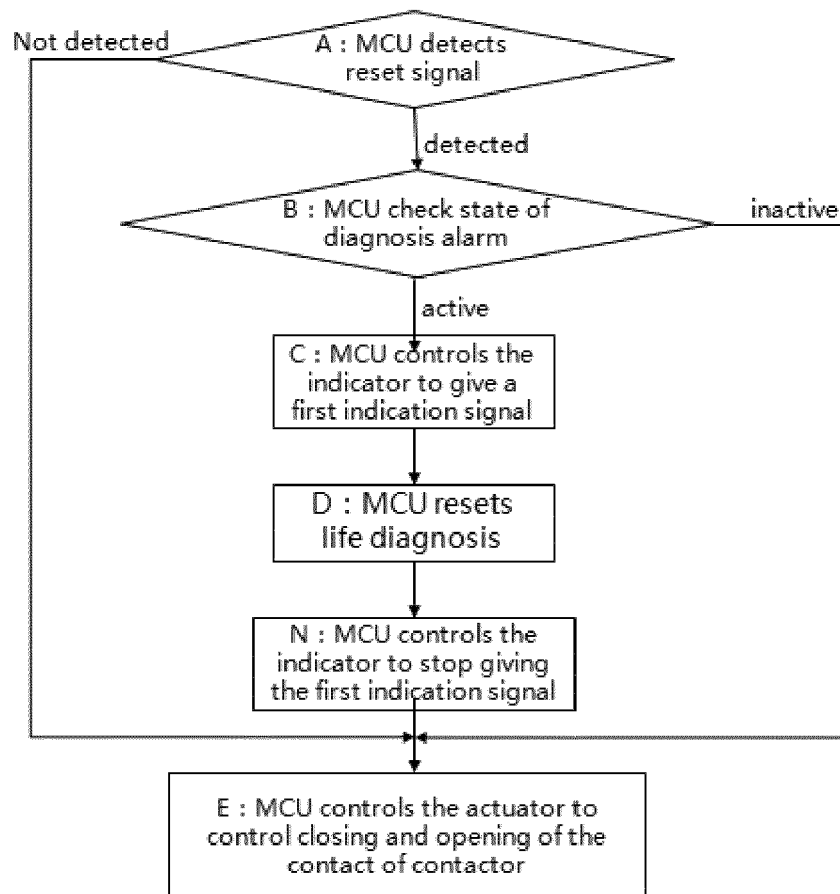 Not detected
A : MCU detects
reset signal
detected
B : MCU check state of
diagnosis alarm
inactive
active
C : MCU controls the
indicator to give a
first indication signal
D : MCU resets
life diagnosis
N : MCU controls the
indicator to stop giving
the first indication signal
E : MCU controls the actuator to
control closing and opening of the
contact of contactor